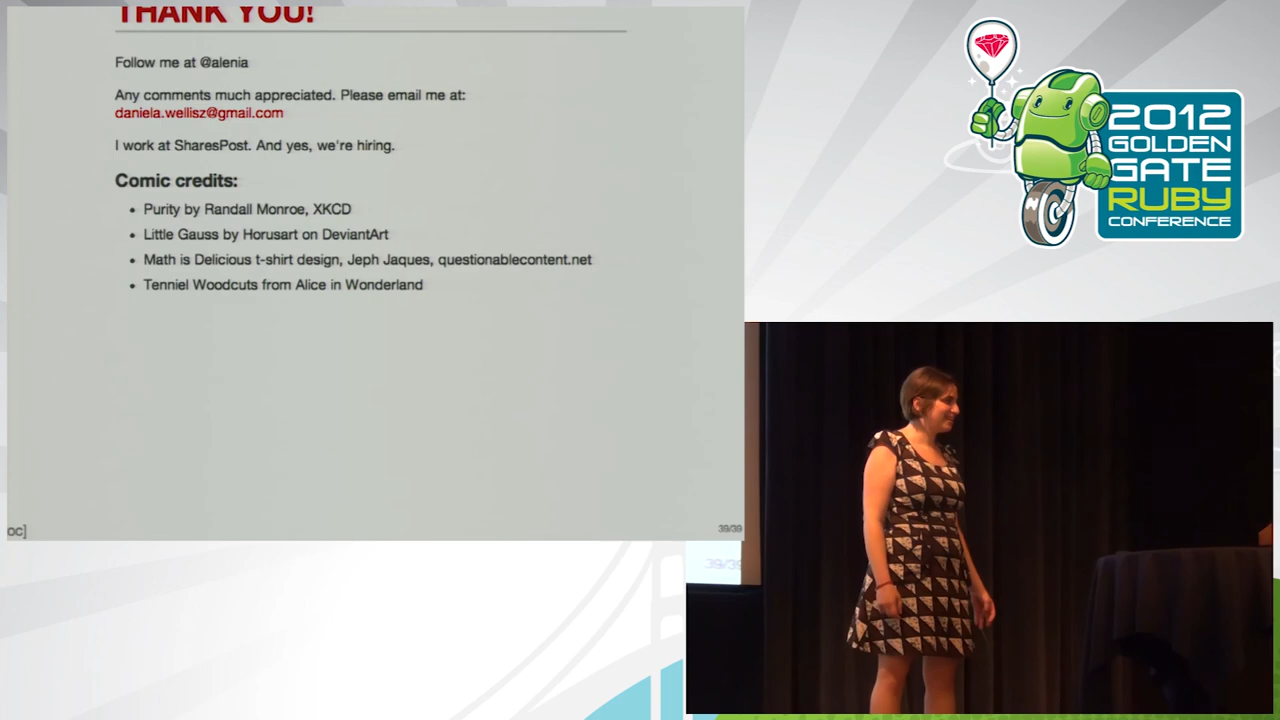 THANK YOU!
Follow me at @alenia
Any comments much appreciated. Please email me at:
daniela.wellisz@gmail.com
I work at SharesPost. And yes, we're hiring.
Comic credits:
• Purity by Randall Monroe, XKCD
• Little Gauss by Horusart on DeviantArt
• Math is Delicious t-shirt design, Jeph Jaques, questionablecontent.net
• Tenniel Woodcuts from Alice in Wonderland
oc]
39/39
2012
GOLDEN
GATE
RUBY
CONFERENCE
39/39